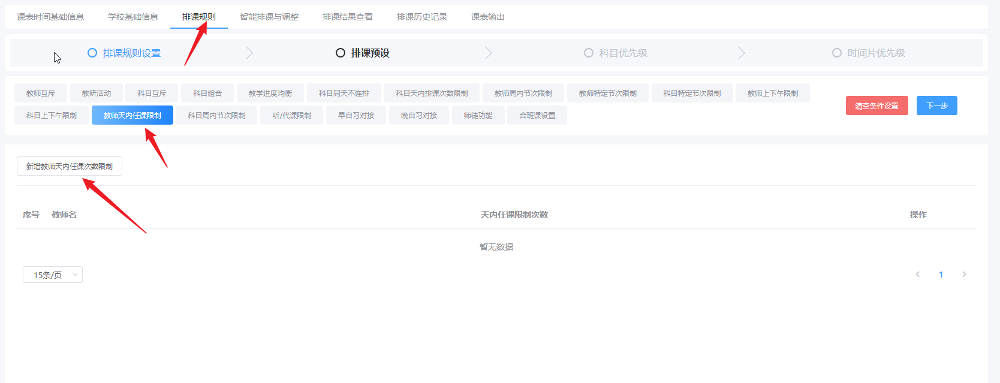 课表时间基础信息 学校基础信息 排课规则 智能排课与调整 排课结果查看 排课历史记录 课表输出
排课规则设置 排课预设 科目优先级 时间片优先级
教师互斥 教研活动 科目互斥 科目组合 教学进度均衡 科目同天不连排 科目天内排课次数限制 教师周内节次限制 教师特定节次限制 科目特定节次限制 教师上下午限制
科目上下午限制 教师天内任课限制 科目周内节次限制 听/代课限制 早自习对接 晚自习对接 师徒功能 合班课设置
清空条件设置 下一步
新增教师天内任课次数限制
序号 教师名 天内任课限制次数 操作
暂无数据
15条/页 1